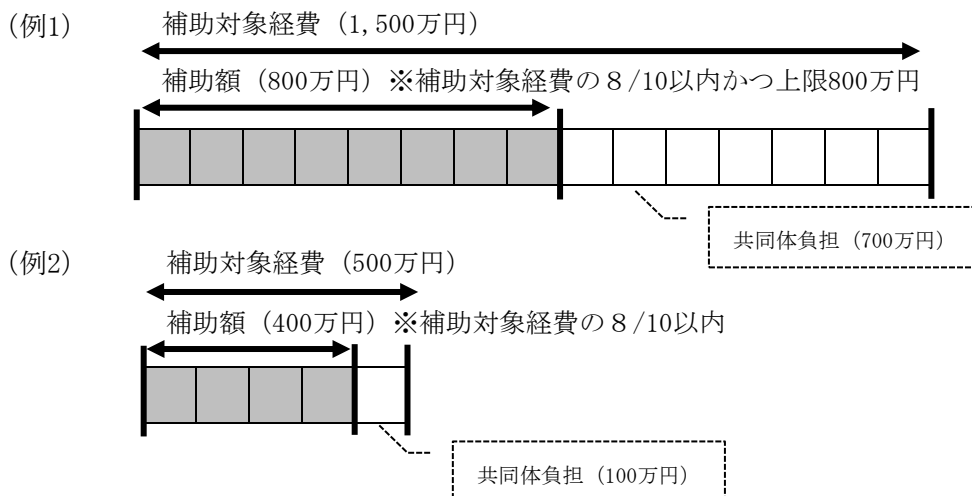 (例1)
補助対象経費（1,500万円）
補助額（800万円）※補助対象経費の８/10以内かつ上限800万円
共同体負担（700万円）
(例2)
補助対象経費（500万円）
補助額（400万円）※補助対象経費の８/10以内
共同体負担（100万円）